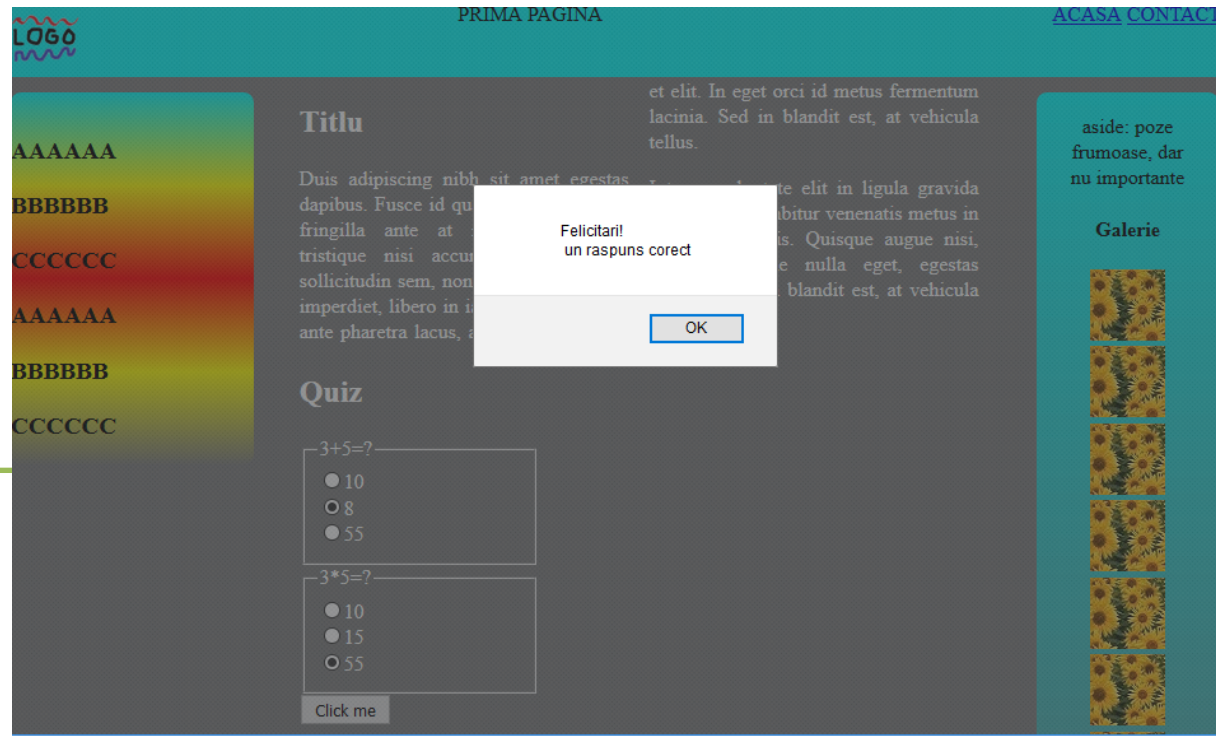 LOGO
PRIMA PAGINA
ACASA CONTACT
AAAAAA
BBBBBB
CCCCCC
AAAAAA
BBBBBB
CCCCCC
Titlu
Duis adipiscing nibh sit amet egestas
dapibus. Fusce id
fringilla ante at
tristique nisi
sollicitudin sem, non
imperdiet, libero in
ante pharetra lacus,
et elit. In eget orci id metus fermentum
lacinia. Sed in blandit est, at vehicula
tellus.
elit in ligula gravida
venenatis metus in
Quisque augue nisi,
nulla eget, egestas
blandit est, at vehicula
Felicitari!
un raspuns corect
OK
Quiz
3+5=?
10
8
55
3*5=?
10
15
55
Click me
aside: poze
frumoase, dar
nu importante
Galerie